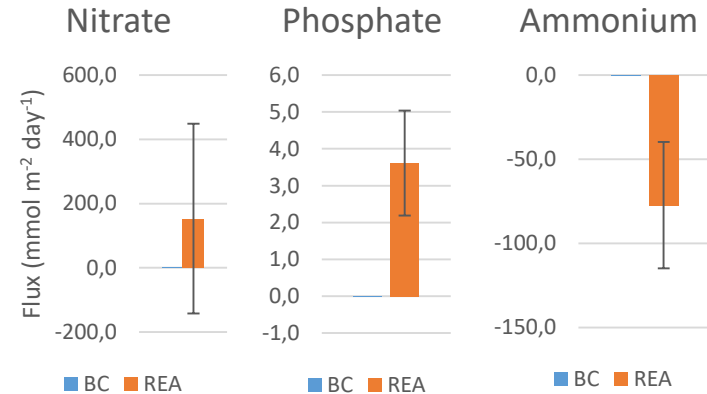 Nitrate
Phosphate
Ammonium
Flux (mmol m⁻² day⁻¹)
600,0
400,0
200,0
0,0
-200,0
BC REA
6,0
5,0
4,0
3,0
2,0
1,0
0,0
-1,0
BC REA
0,0
-50,0
-100,0
-150,0
BC REA